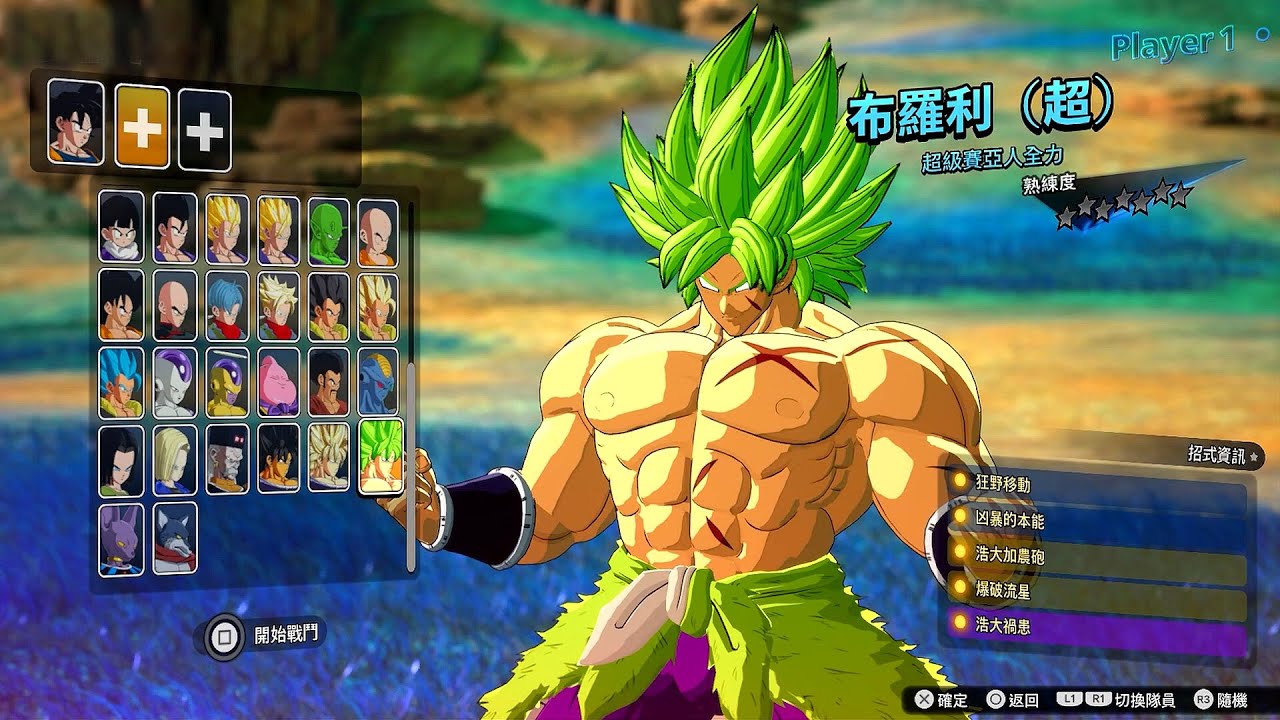 Player 1
布羅利（超）
超級賽亞人全力
熟練度
招式資訊
狂野移動
凶暴的本能
浩大加農砲
爆破流星
浩大禍患
開始戰鬥
確定 返回 L1 R1 切換隊員 R3 隨機